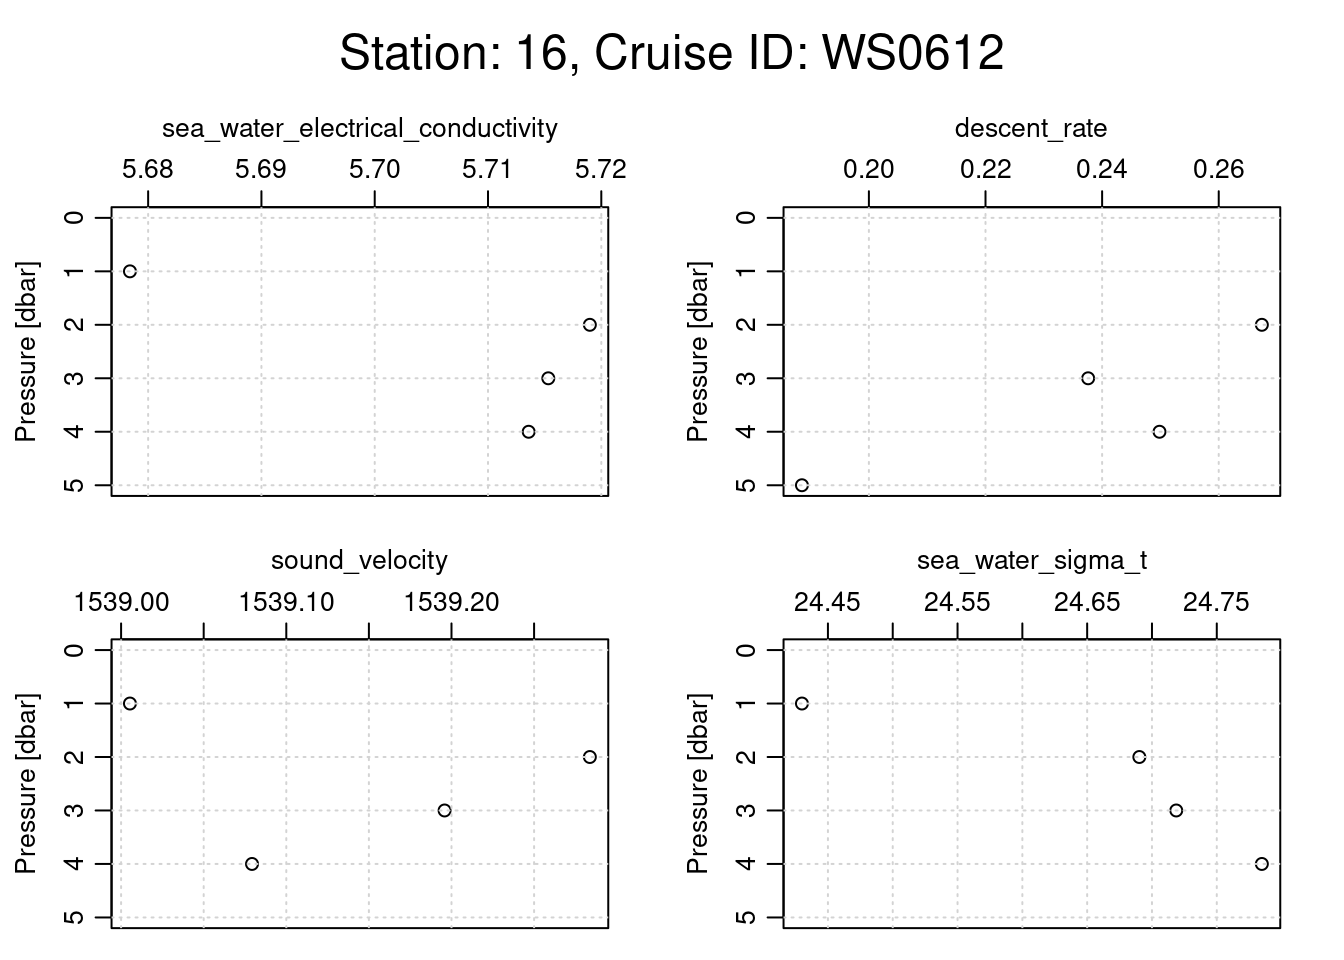 Station: 16, Cruise ID: WS0612
sea_water_electrical_conductivity
5.68 5.69 5.70 5.71 5.72
Pressure [dbar]
0
1
2
3
4
5
descent_rate
0.20 0.22 0.24 0.26
Pressure [dbar]
0
1
2
3
4
5
sound_velocity
1539.00 1539.10 1539.20
Pressure [dbar]
0
1
2
3
4
5
sea_water_sigma_t
24.45 24.55 24.65 24.75
Pressure [dbar]
0
1
2
3
4
5